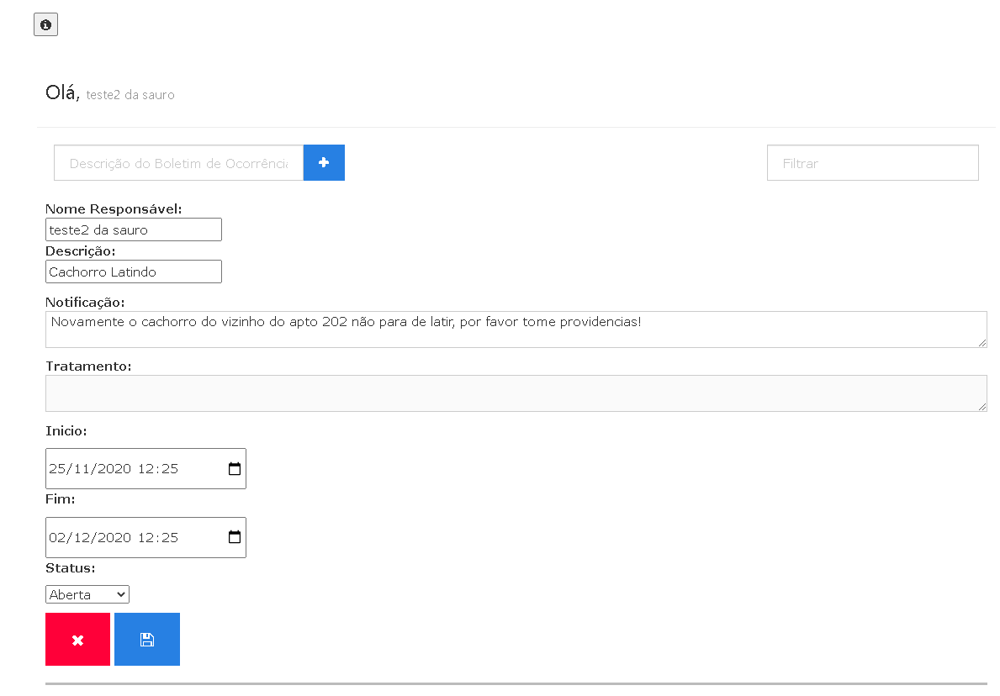 Olá, teste2 da sauro
Descrição do Boletim de Ocorrência
Filtrar
Nome Responsável:
teste2 da sauro
Descrição:
Cachorro Latindo
Notificação:
Novamente o cachorro do vizinho do apto 202 não para de latir, por favor tome providencias!
Tratamento:
Inicio:
25/11/2020 12:25
Fim:
02/12/2020 12:25
Status:
Aberta